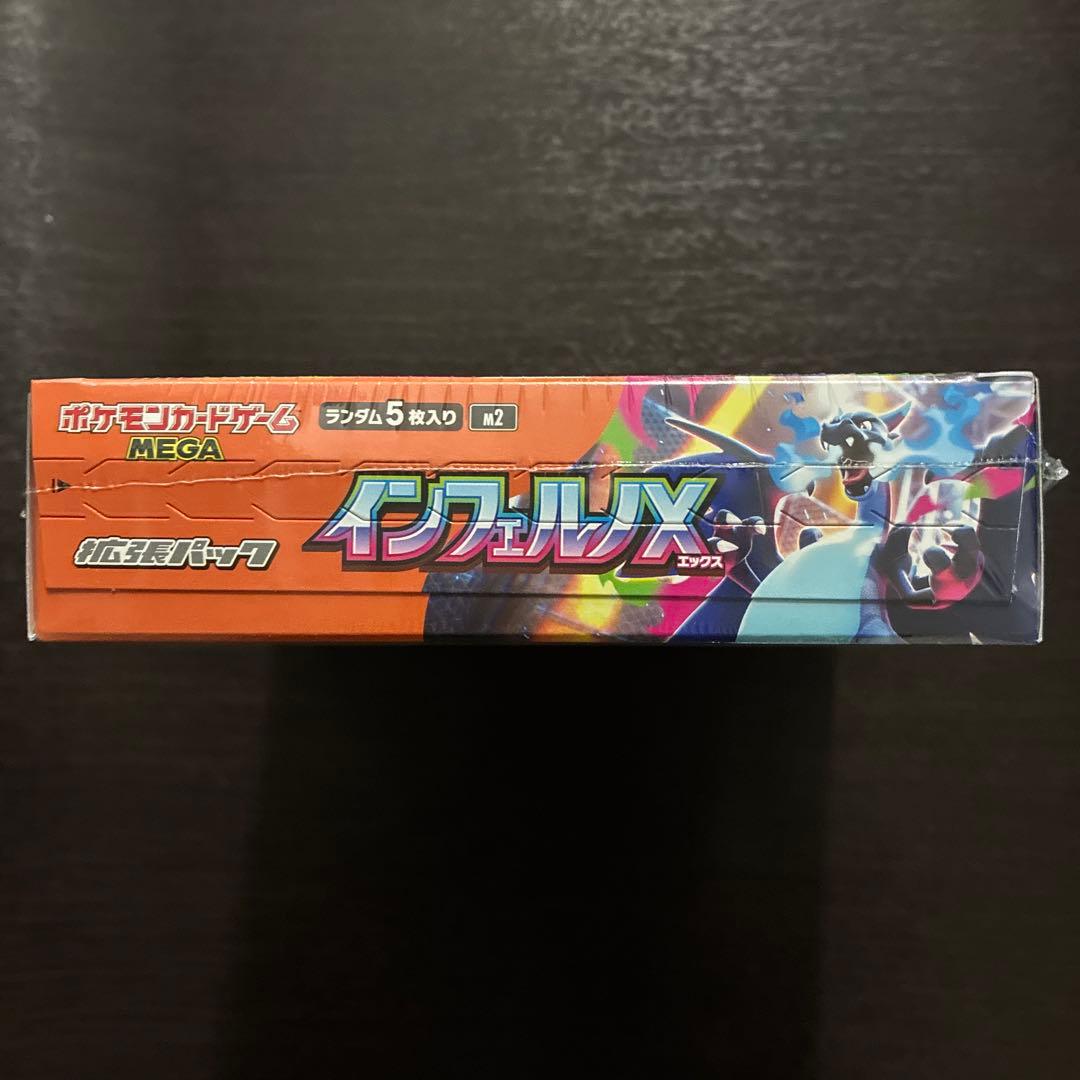 ポケモンカードゲーム
MEGA
ランダム5枚入り
M2
インフェルノX
エックス
拡張パック